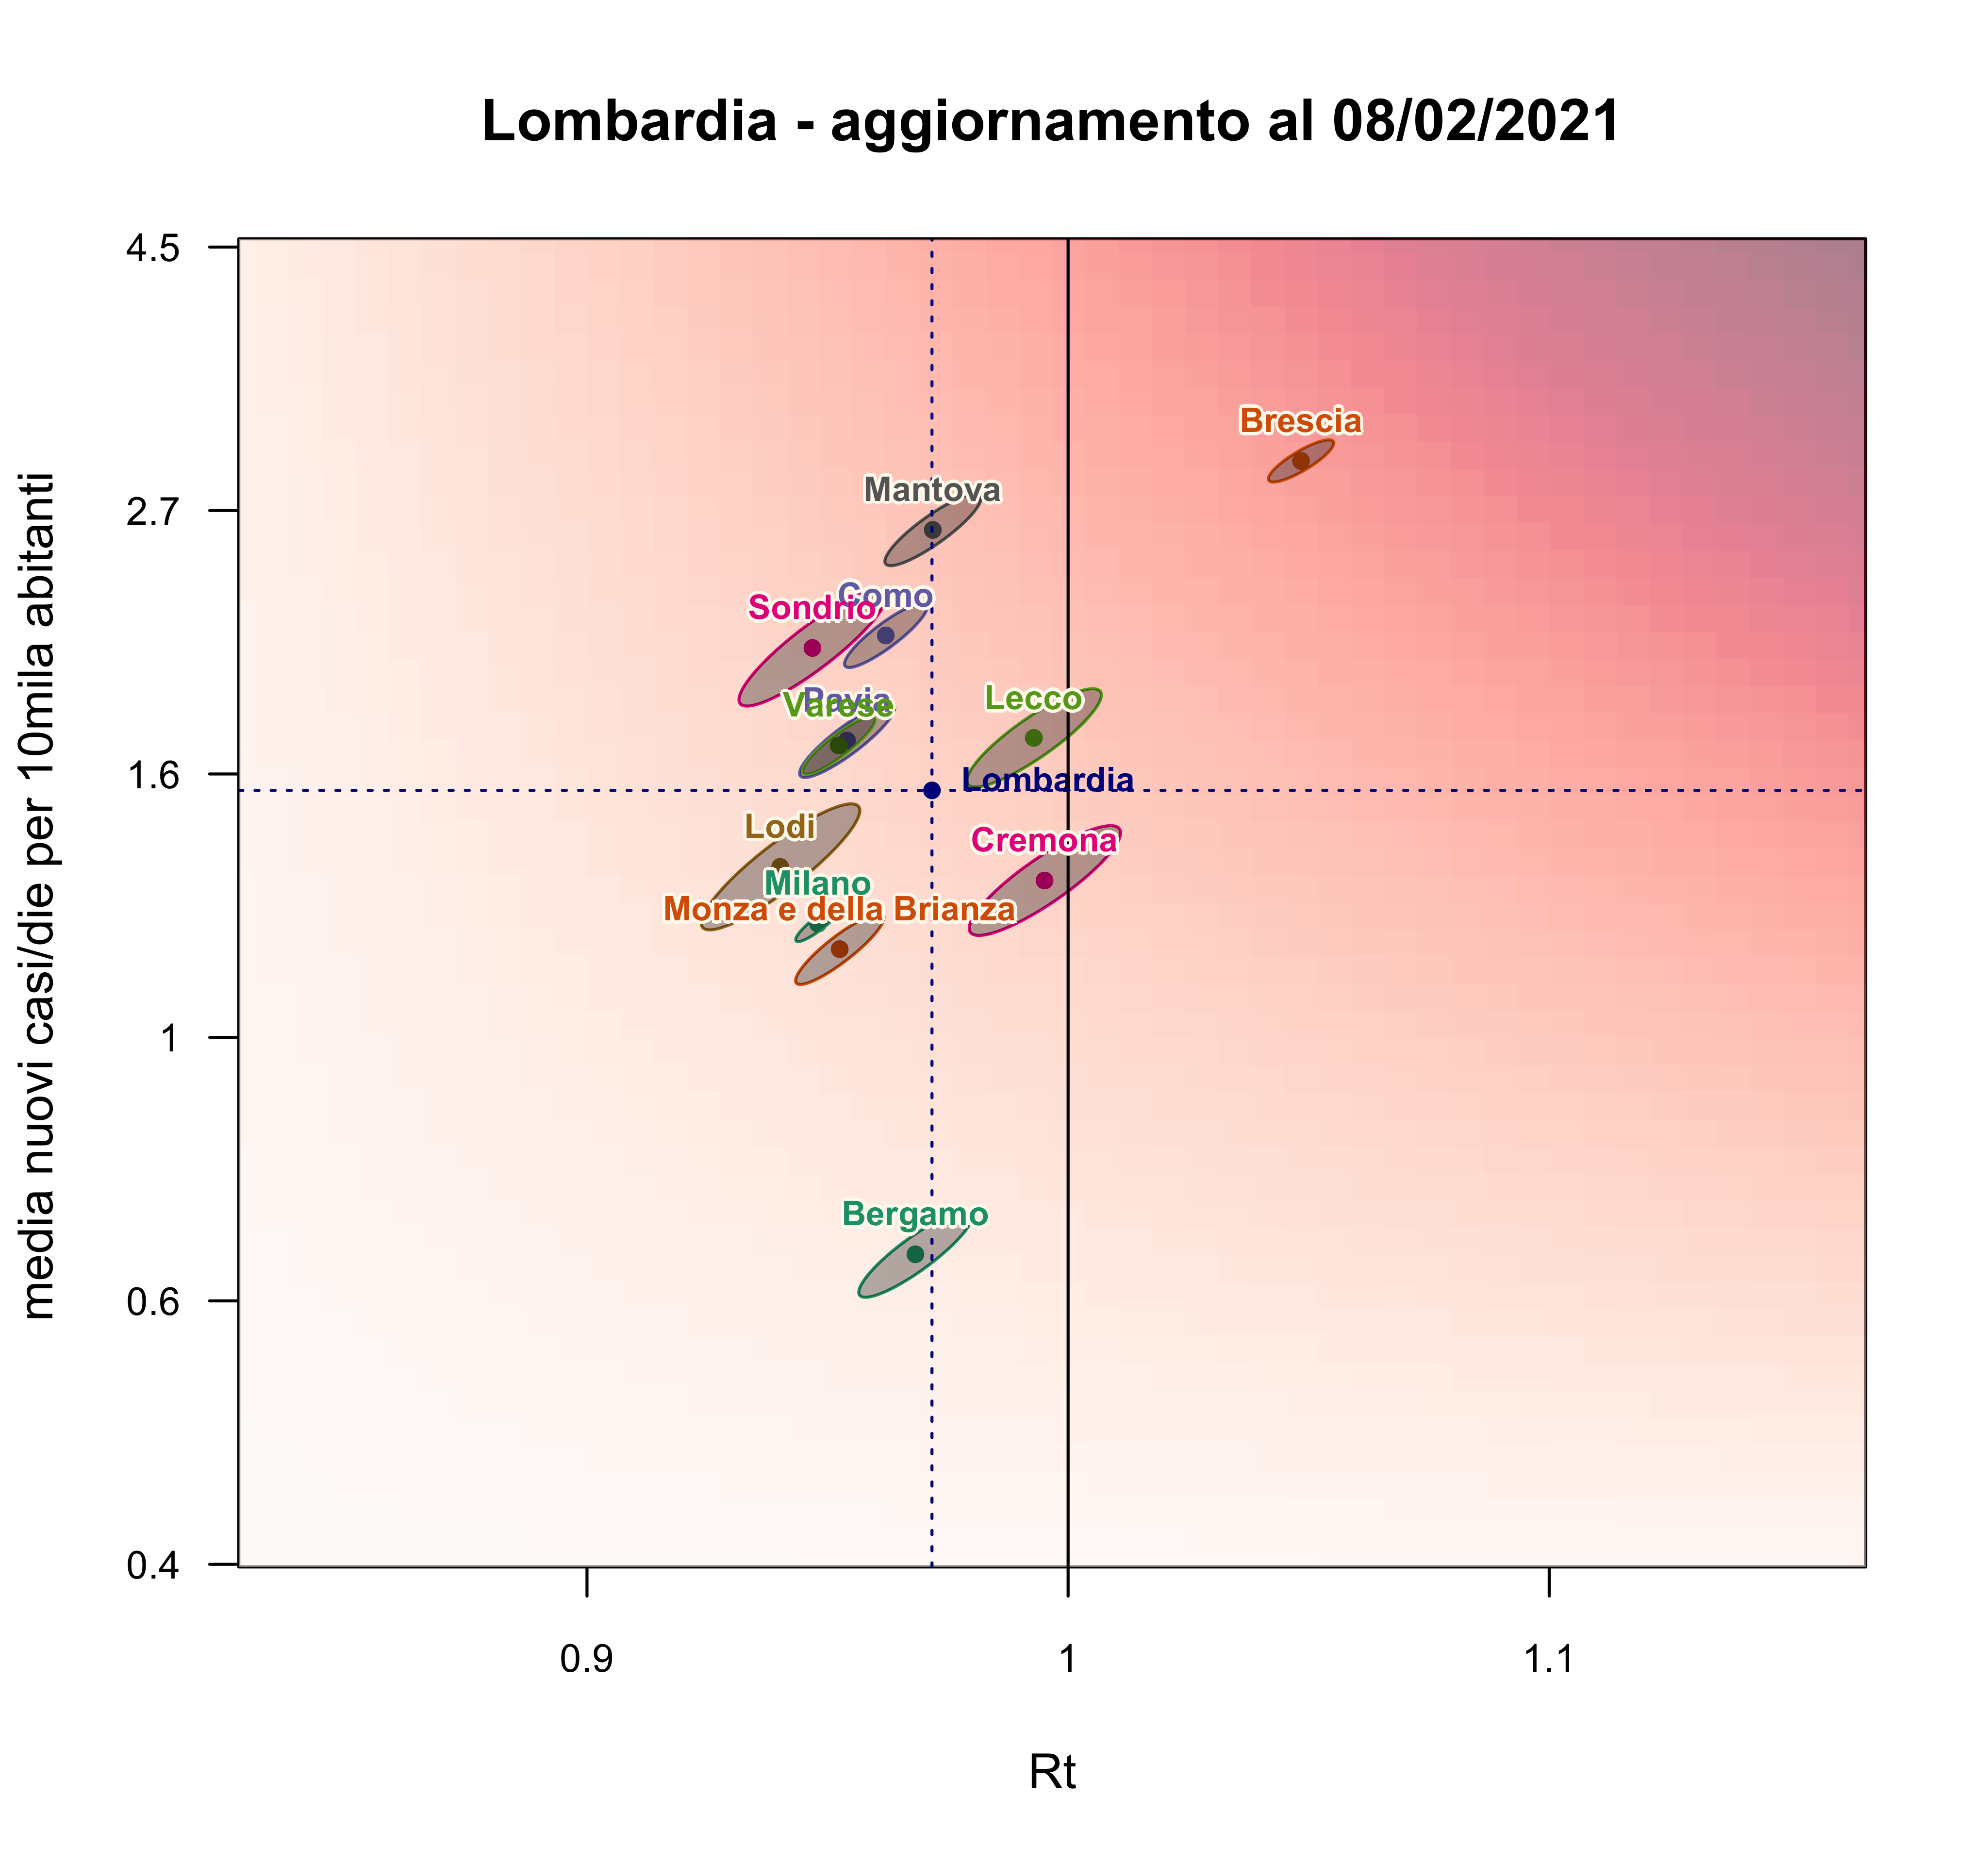 Lombardia - aggiornamento al 08/02/2021
media nuovi casi/die per 10mila abitanti
4.5
2.7
1.6
1
0.6
0.4
Brescia
Mantova
Como
Sondrio
Pavia
Varese
Lecco
Lombardia
Lodi
Cremona
Milano
Monza e della Brianza
Bergamo
0.9
1
1.1
Rt